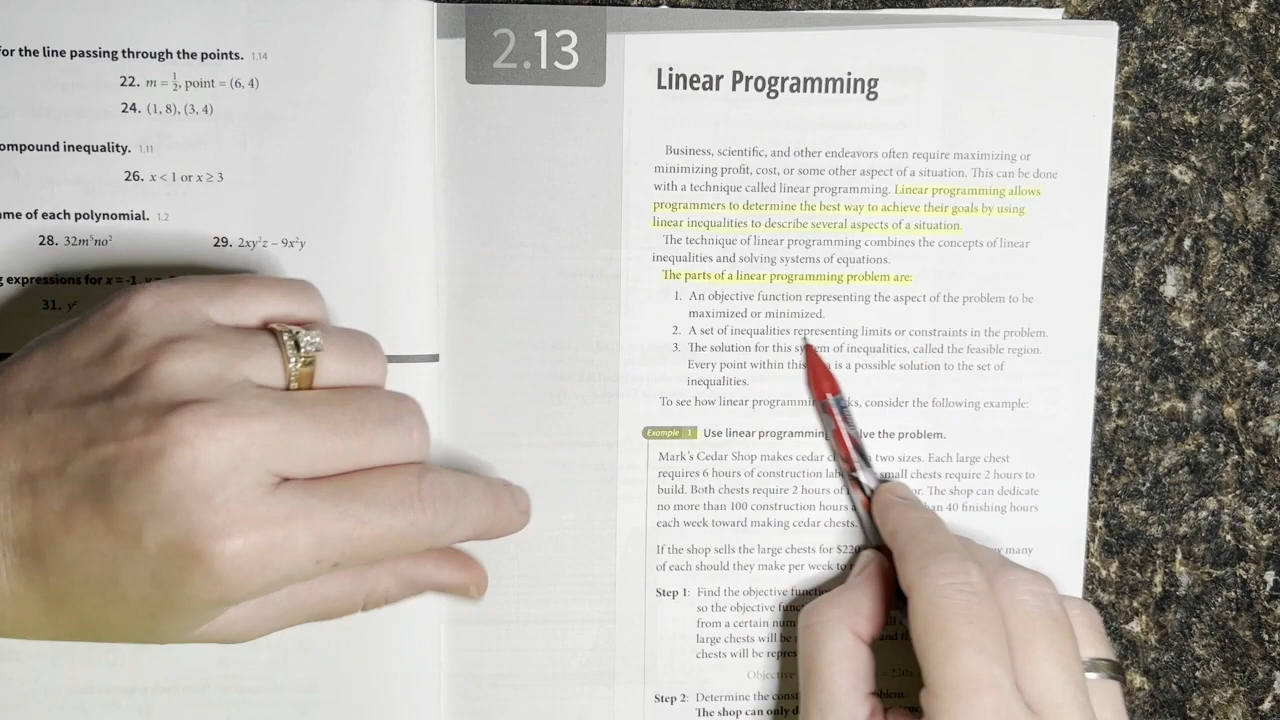 for the line passing through the points. 1.14
22. m = 1/2, point = (6, 4)
24. (1, 8), (3, 4)
ompound inequality. 1.11
26. x < 1 or x ≥ 3
ame of each polynomial. 1.2
28. 32m⁵no² 29. 2xy²z − 9x²y
g expressions for x = -1,
31.
2.13
Linear Programming
Business, scientific, and other endeavors often require maximizing or
minimizing profit, cost, or some other aspect of a situation. This can be done
with a technique called linear programming. Linear programming allows
programmers to determine the best way to achieve their goals by using
linear inequalities to describe several aspects of a situation.
The technique of linear programming combines the concepts of linear
inequalities and solving systems of equations.
The parts of a linear programming problem are:
1. An objective function representing the aspect of the problem to be
maximized or minimized.
2. A set of inequalities representing limits or constraints in the problem.
3. The solution for this sy em of inequalities, called the feasible region.
Every point within this is a possible solution to the set of
inequalities.
To see how linear programmin ks, consider the following example:
Example 1 Use linear programming lve the problem.
Mark's Cedar Shop makes cedar two sizes. Each large chest
requires 6 hours of construction lab small chests require 2 hours to
build. Both chests require 2 hours of or. The shop can dedicate
no more than 100 construction hours an 40 finishing hours
each week toward making cedar chests.
If the shop sells the large chests for $220 many
of each should they make per week to
Step 1: Find the objective functi
so the objective func
from a certain num
large chests will be and
chests will be repres
Objective = 220x
Step 2: Determine the const blem.
The shop can only d